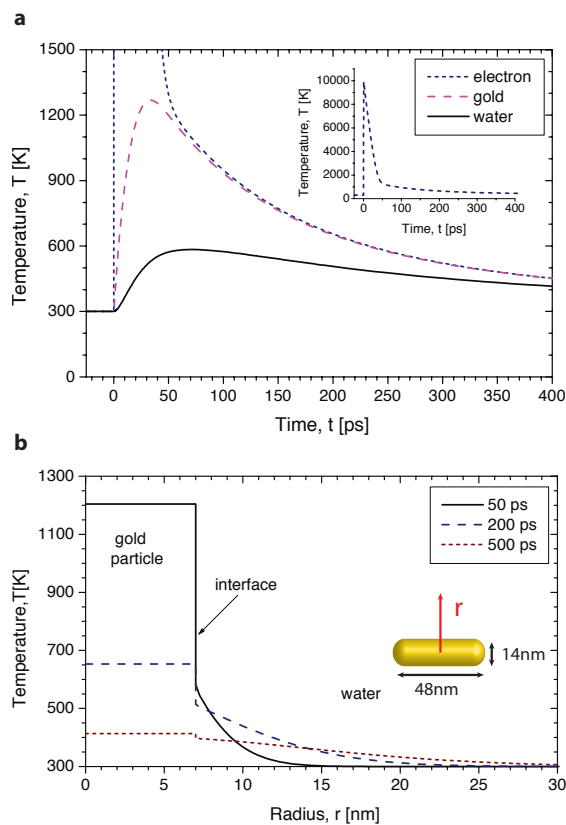 a
1500
1200
900
600
300
0
Temperature, T [K]
0 50 100 150 200 250 300 350 400
Time, t [ps]
electron
gold
water
10000
8000
6000
4000
2000
0
Temperature, T [K]
0 100 200 300 400
Time, t [ps]
b
1300
1100
900
700
500
300
Temperature,T[K]
0 5 10 15 20 25 30
Radius, r [nm]
gold
particle
interface
50 ps
200 ps
500 ps
r
14nm
48nm
water